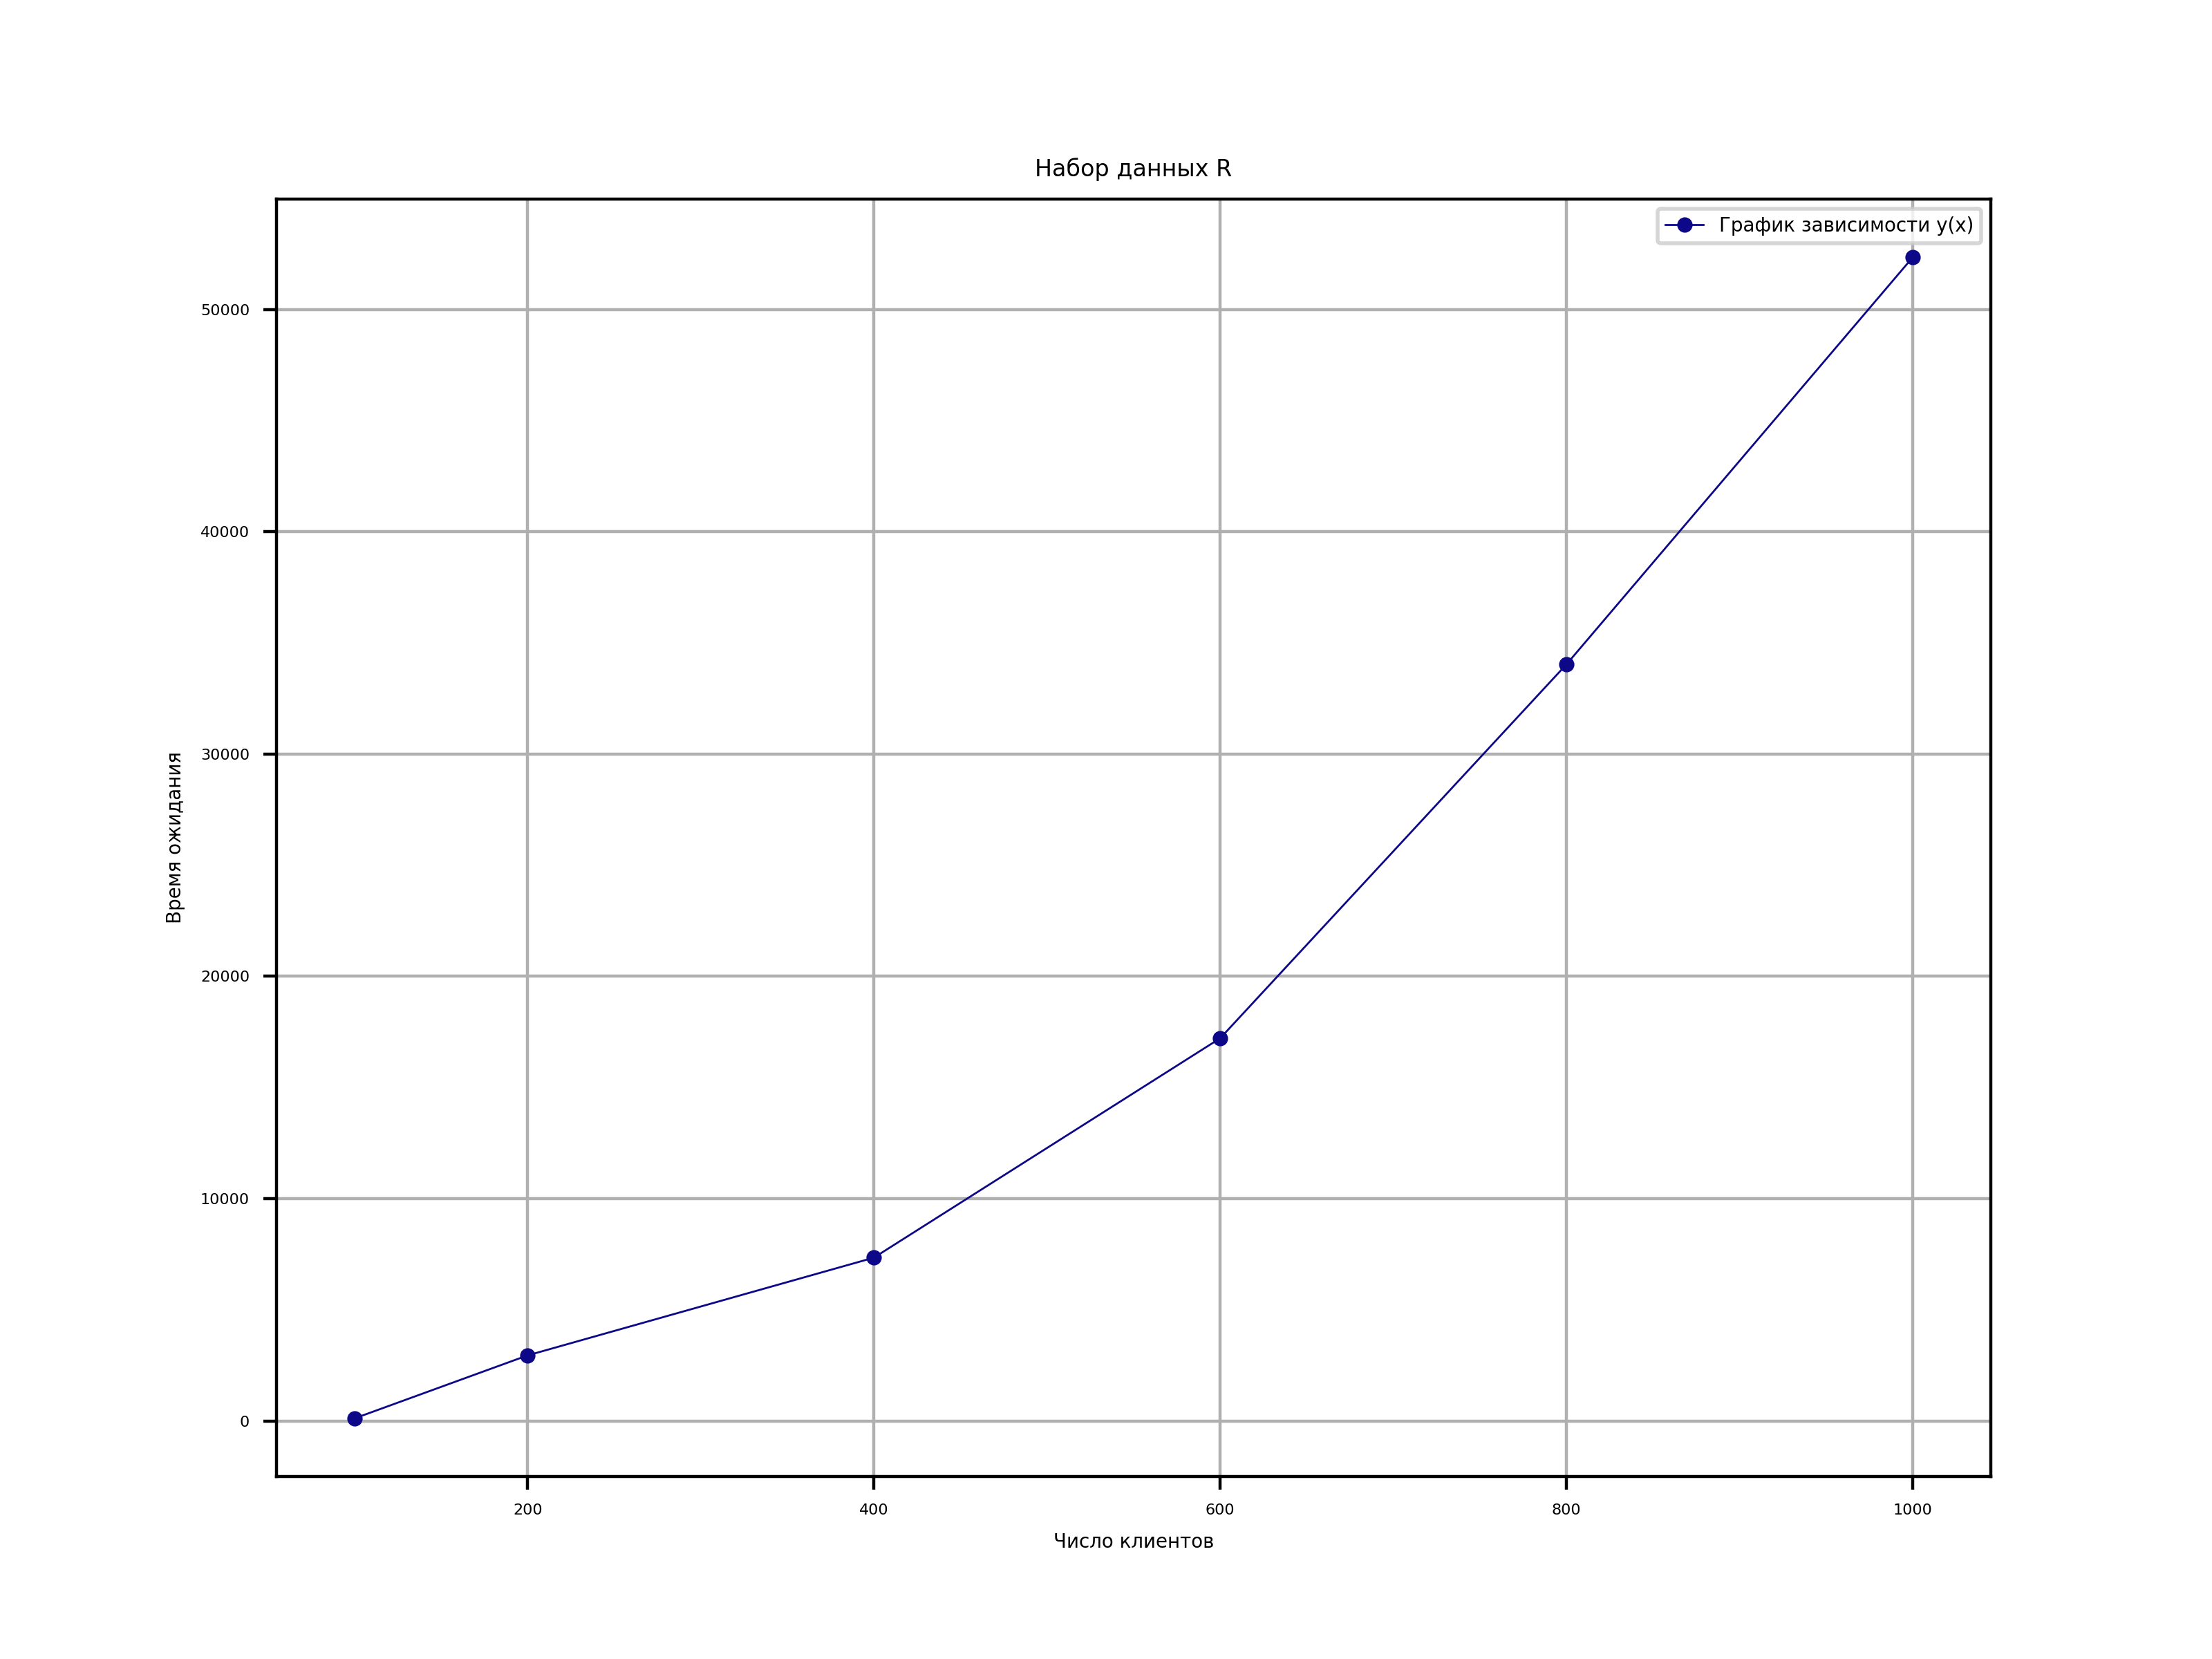 Набор данных R
График зависимости y(x)
50000
40000
30000
20000
10000
0
Время ожидания
200 400 600 800 1000
Число клиентов